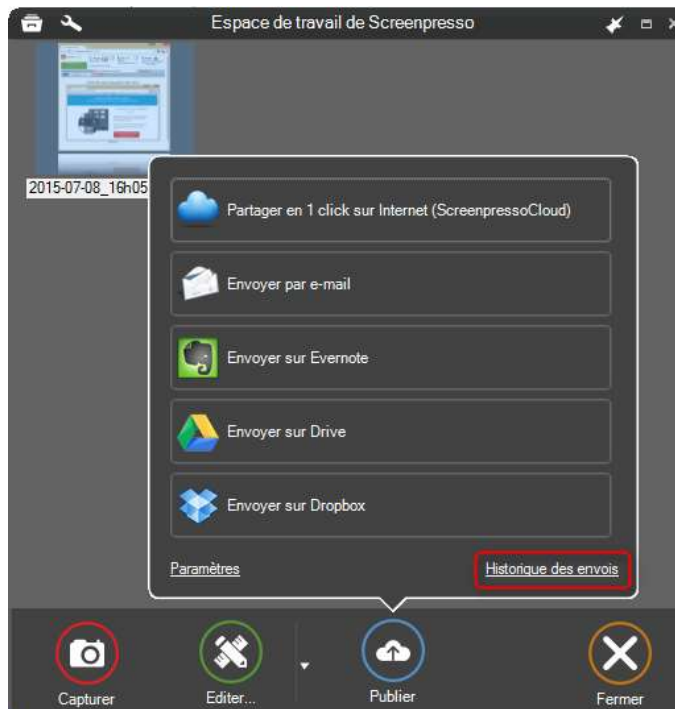 Espace de travail de Screenpresso
2015-07-08_16h05
Partager en 1 click sur Internet (ScreenpressoCloud)
Envoyer par e-mail
Envoyer sur Evernote
Envoyer sur Drive
Envoyer sur Dropbox
Paramètres
Historique des envois
Capturer
Editer...
Publier
Fermer